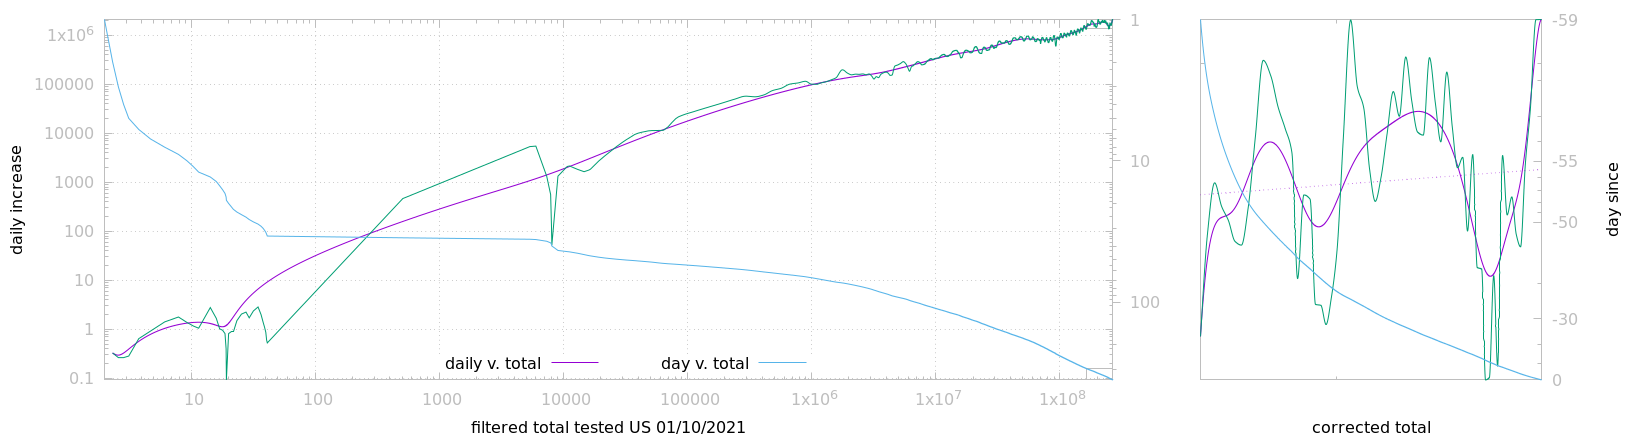 1x10^6
100000
10000
1000
100
10
1
0.1
daily increase
10
100
1000
10000
100000
1x10^6
1x10^7
1x10^8
filtered total tested US 01/10/2021
daily v. total
day v. total
1
10
100
-59
-55
-50
-30
0
day since
corrected total